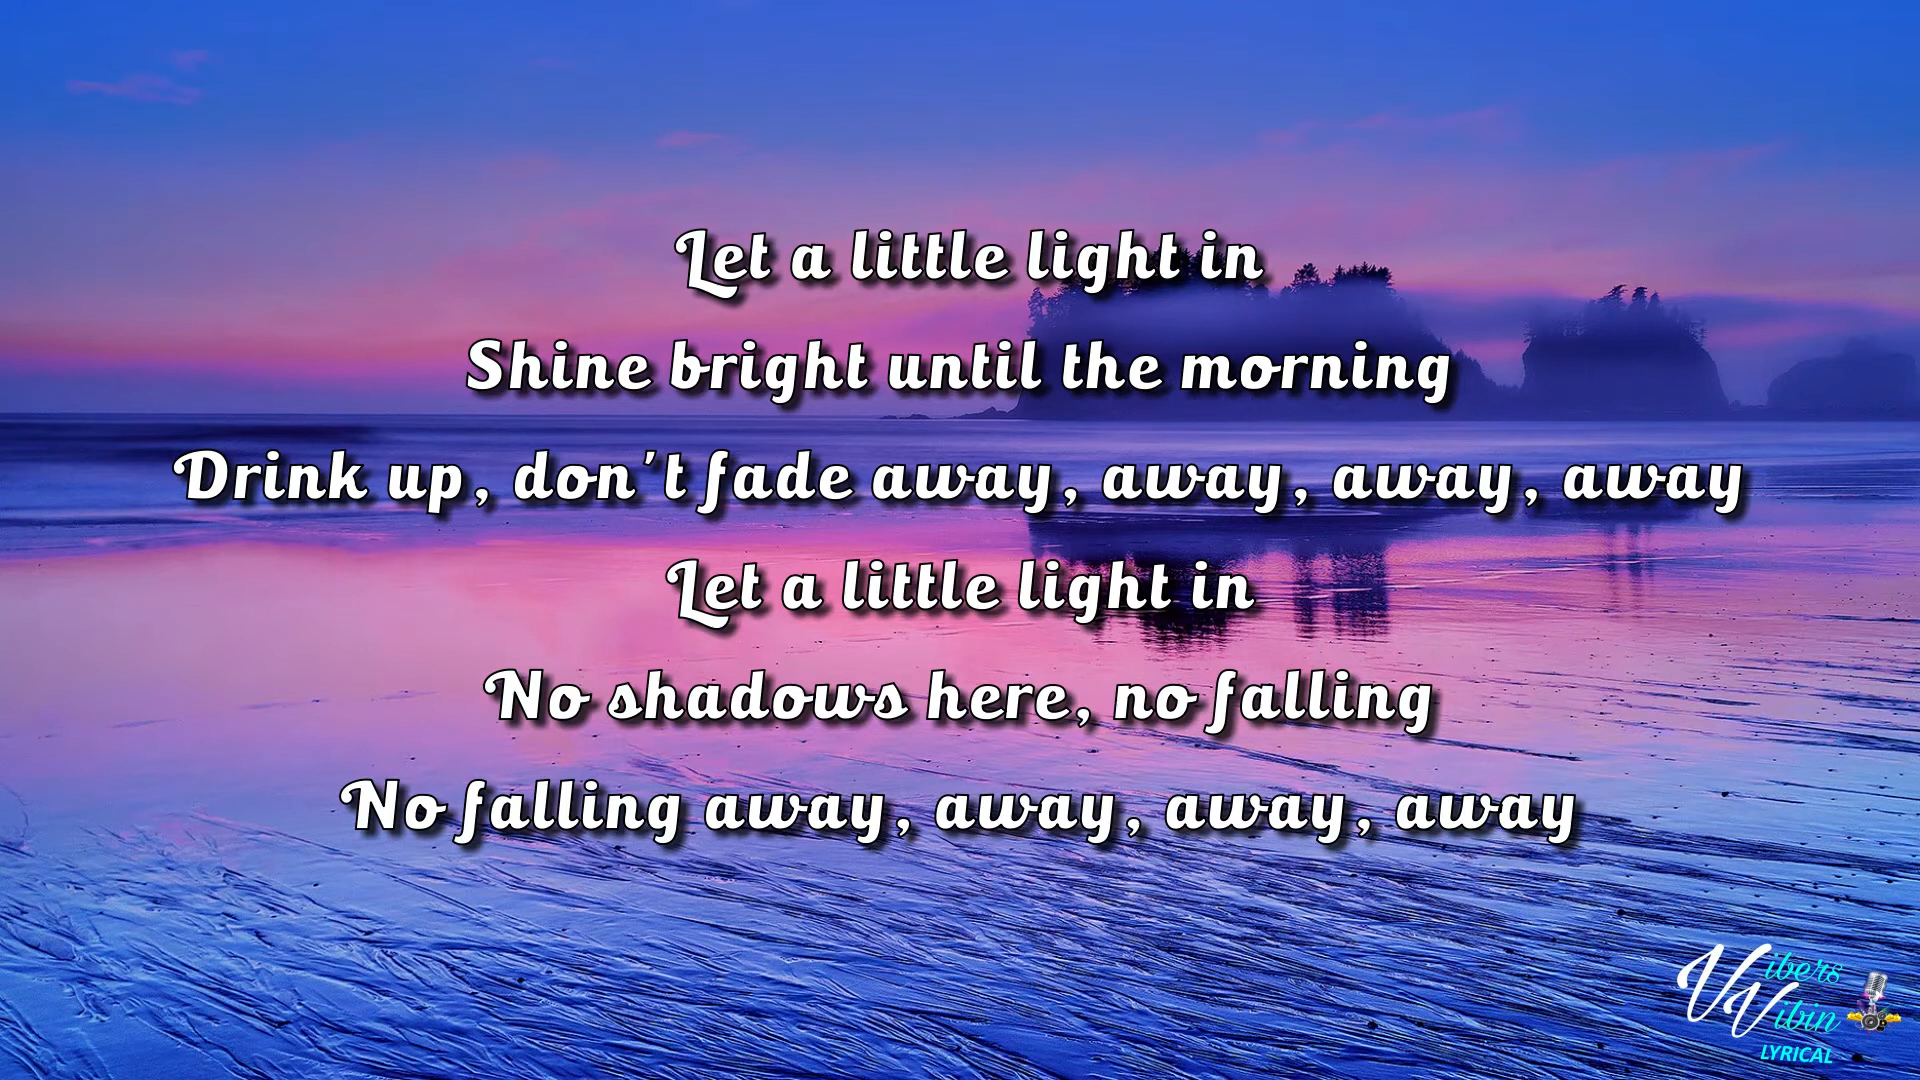 Let a little light in
Shine bright until the morning
Drink up, don't fade away, away, away, away
Let a little light in
No shadows here, no falling
No falling away, away, away, away
Vibers
Vibin
LYRICAL